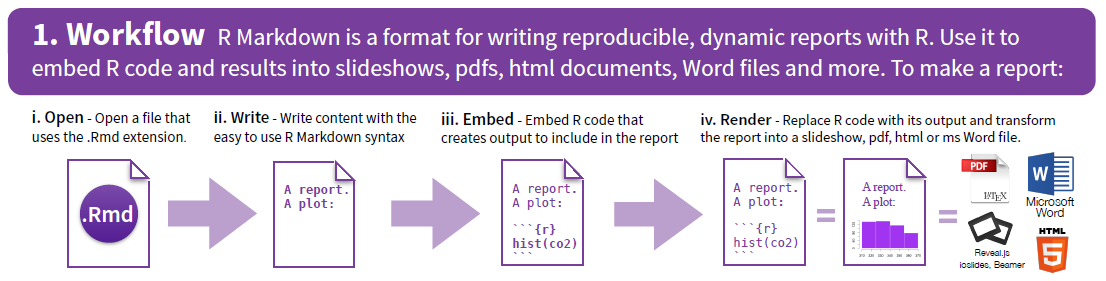 1. Workflow R Markdown is a format for writing reproducible, dynamic reports with R. Use it to
embed R code and results into slideshows, pdfs, html documents, Word files and more. To make a report:
i. Open - Open a file that
uses the .Rmd extension.
ii. Write - Write content with the
easy to use R Markdown syntax
iii. Embed - Embed R code that
creates output to include in the report
iv. Render - Replace R code with its output and transform
the report into a slideshow, pdf, html or ms Word file.
.Rmd
A report.
A plot:
A report.
A plot:
```{r}
hist(co2)
```
A report.
A plot:
```{r}
hist(co2)
```
=
A report.
A plot:
=
PDF
LATEX
W
Microsoft
Word
Reveal.js
ioslides, Beamer
HTML
5